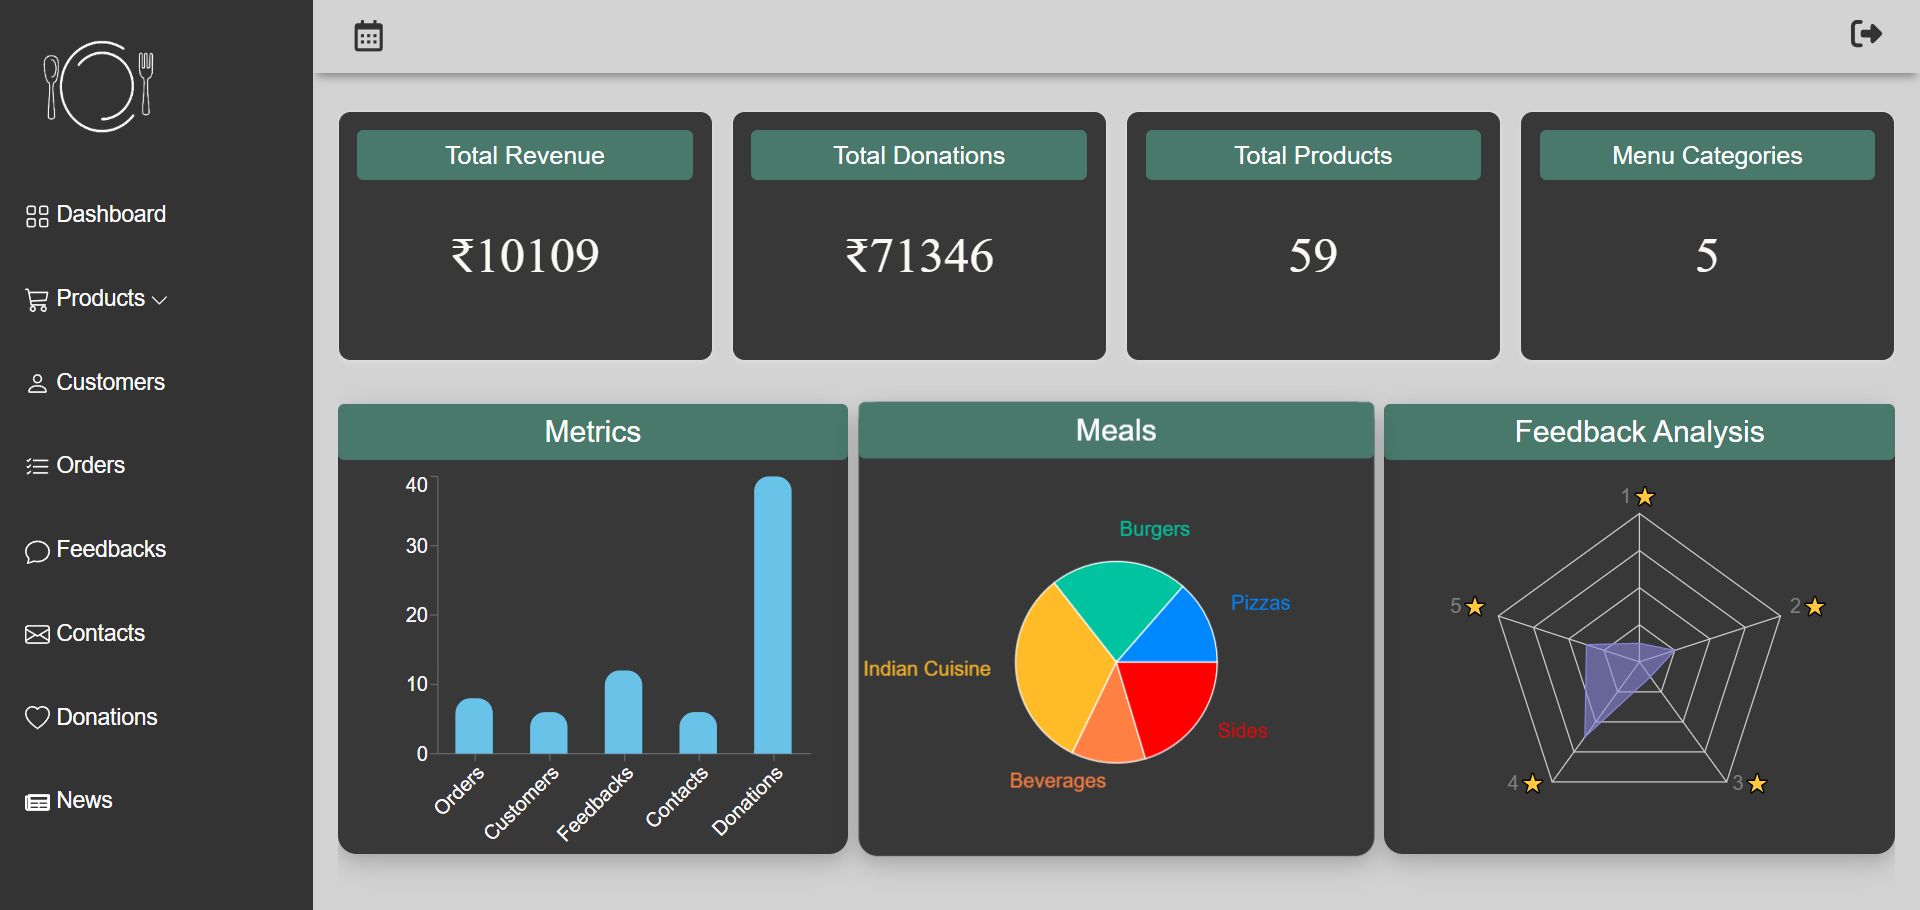 Dashboard
Products
Customers
Orders
Feedbacks
Contacts
Donations
News
Total Revenue
₹10109
Total Donations
₹71346
Total Products
59
Menu Categories
5
Metrics
40
30
20
10
0
Orders
Customers
Feedbacks
Contacts
Donations
Meals
Burgers
Pizzas
Indian Cuisine
Sides
Beverages
Feedback Analysis
1⭐
5⭐
2⭐
4⭐
3⭐